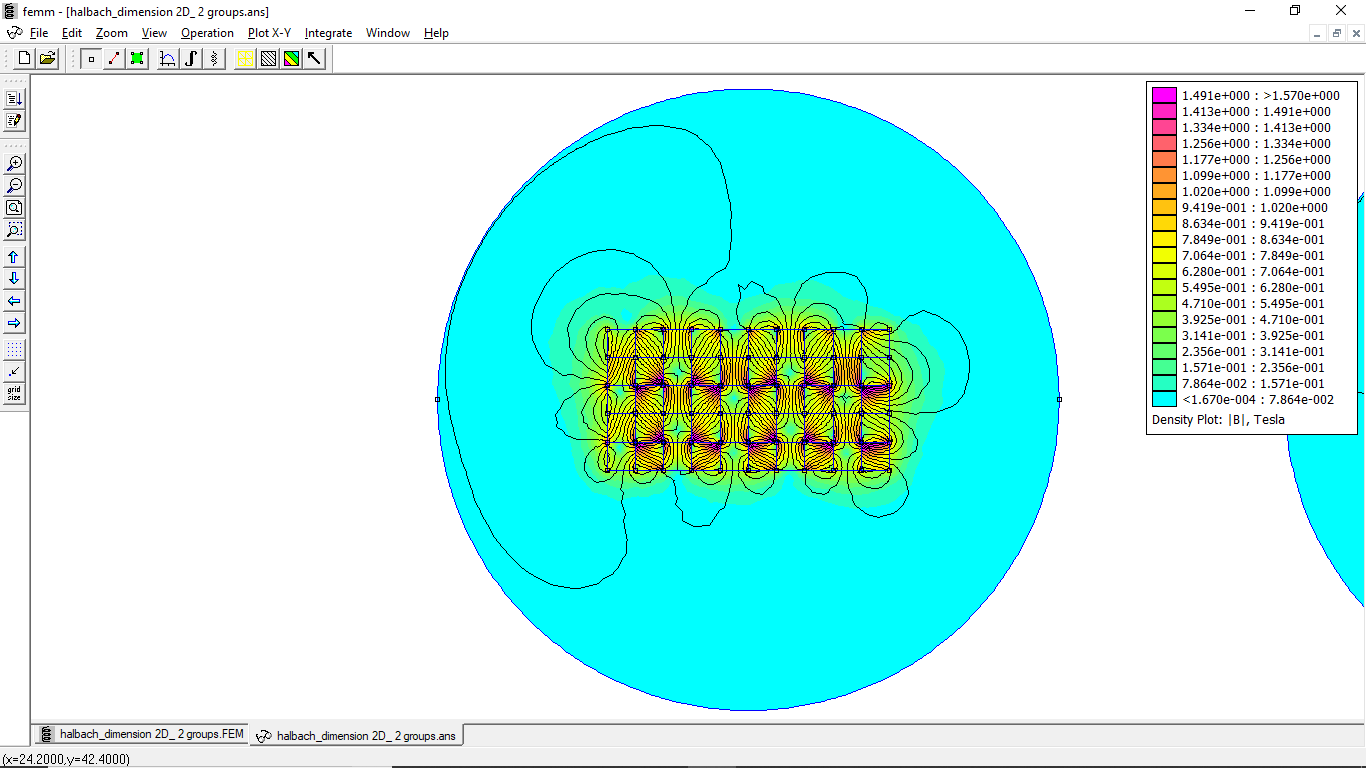 femm - [halbach_dimension 2D_ 2 groups.ans]
File Edit Zoom View Operation Plot X-Y Integrate Window Help
1.491e+000 : >1.570e+000
1.413e+000 : 1.491e+000
1.334e+000 : 1.413e+000
1.256e+000 : 1.334e+000
1.177e+000 : 1.256e+000
1.099e+000 : 1.177e+000
1.020e+000 : 1.099e+000
9.419e-001 : 1.020e+000
8.634e-001 : 9.419e-001
7.849e-001 : 8.634e-001
7.064e-001 : 7.849e-001
6.280e-001 : 7.064e-001
5.495e-001 : 6.280e-001
4.710e-001 : 5.495e-001
3.925e-001 : 4.710e-001
3.141e-001 : 3.925e-001
2.356e-001 : 3.141e-001
1.571e-001 : 2.356e-001
7.864e-002 : 1.571e-001
<1.670e-004 : 7.864e-002
Density Plot: |B|, Tesla
grid
size
halbach_dimension 2D_ 2 groups.FEM
halbach_dimension 2D_ 2 groups.ans
(x=24.2000,y=42.4000)